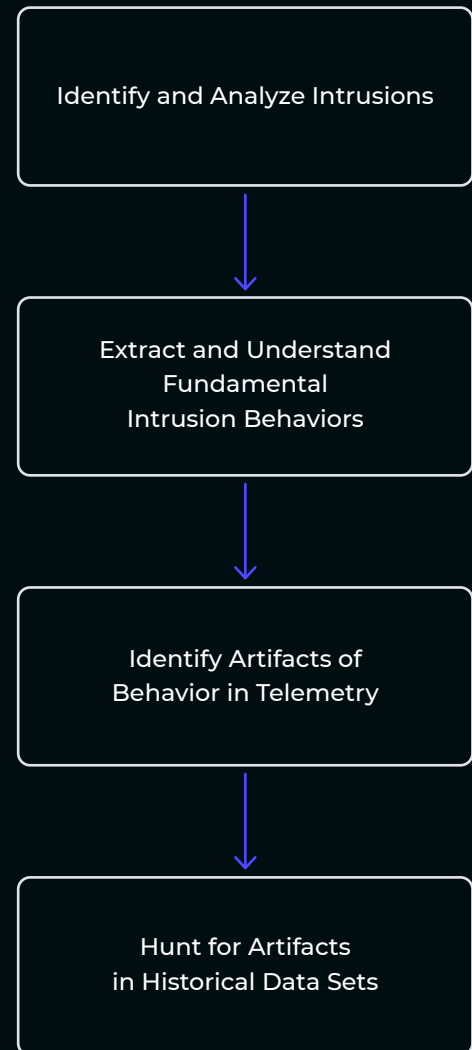 Identify and Analyze Intrusions
Extract and Understand
Fundamental
Intrusion Behaviors
Identify Artifacts of
Behavior in Telemetry
Hunt for Artifacts
in Historical Data Sets